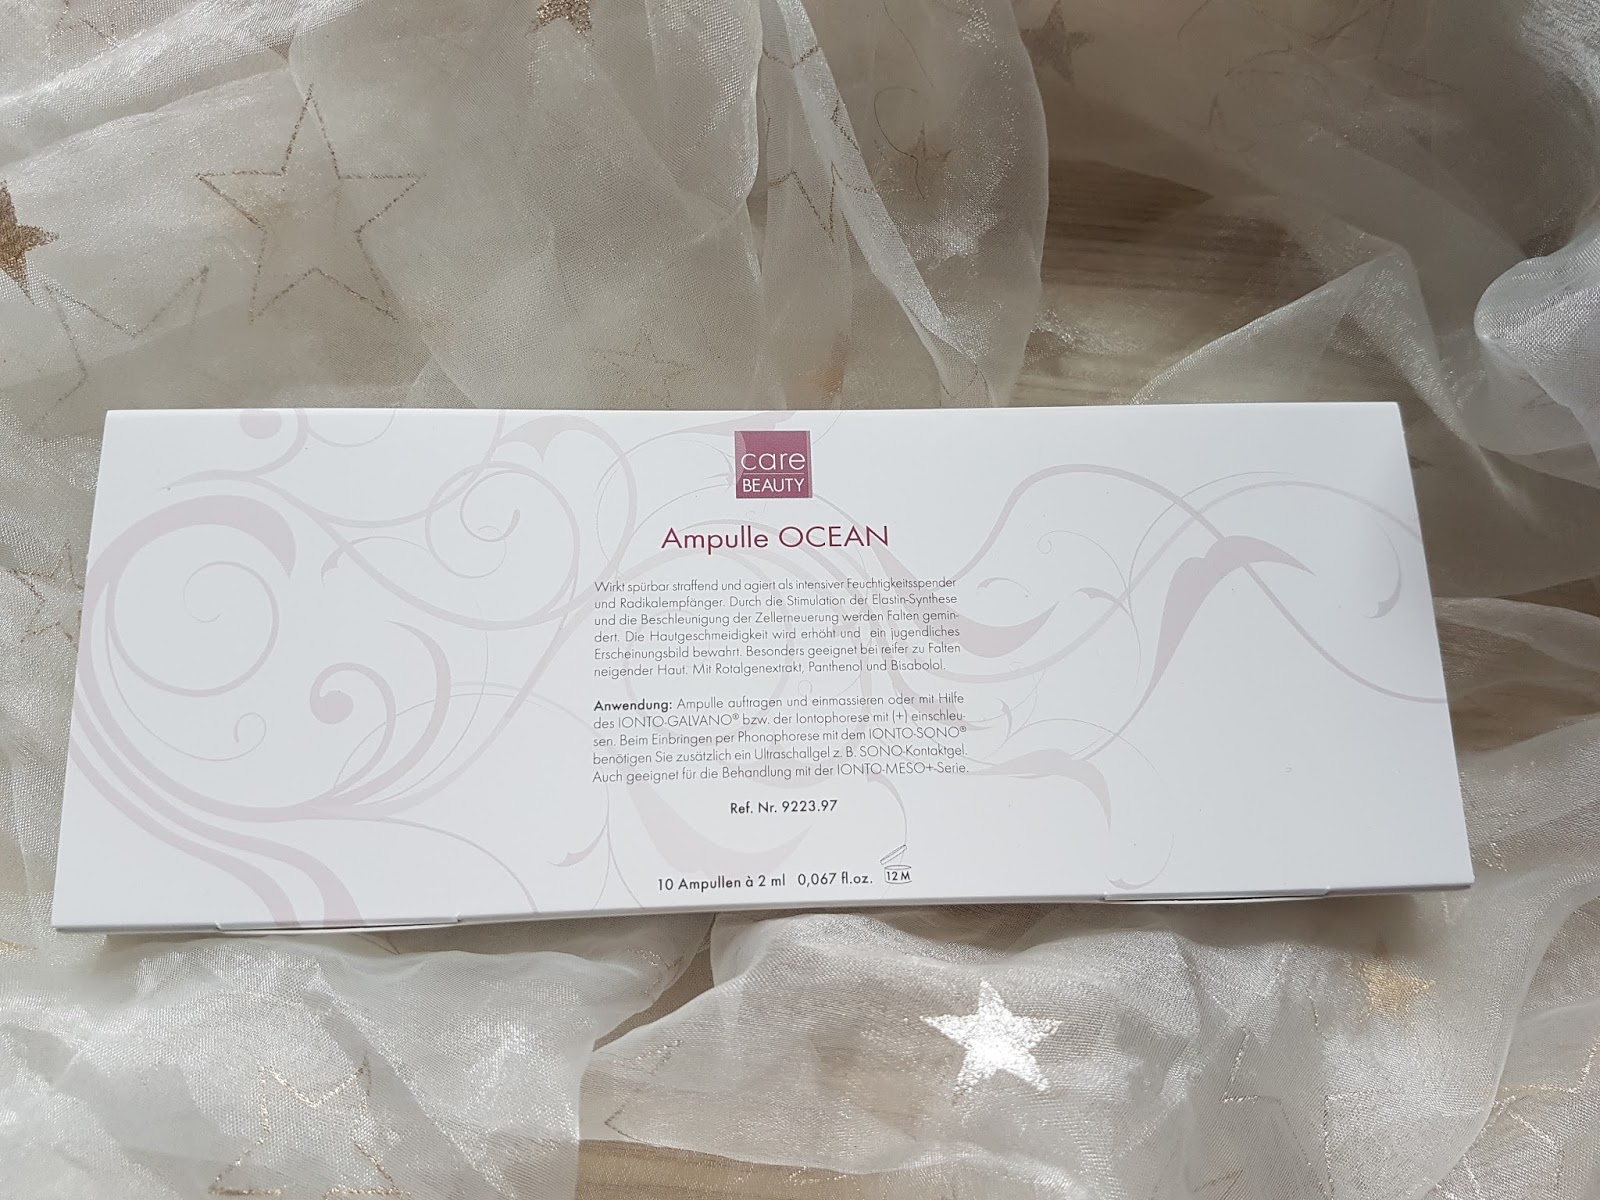 care
BEAUTY
Ampulle OCEAN
Wirkt spürbar straffend und agiert als intensiver Feuchtigkeitsspender
und Radikalempfänger. Durch die Stimulation der Elastin-Synthese
und die Beschleunigung der Zellerneuerung werden Falten gemin-
dert. Die Hautgeschmeidigkeit wird erhöht und ein jugendliches
Erscheinungsbild bewahrt. Besonders geeignet bei reifer zu Falten
neigender Haut. Mit Rotalgenextrakt, Panthenol und Bisabolol.
Anwendung: Ampulle auftragen und einmassieren oder mit Hilfe
des IONTO-GALVANO® bzw. der Iontophorese mit (+) einschleu-
sen. Beim Einbringen per Phonophorese mit dem IONTO-SONO®
benötigen Sie zusätzlich ein Ultraschallgel z. B. SONO-Kontaktgel.
Auch geeignet für die Behandlung mit der IONTO-MESO+-Serie.
Ref. Nr. 9223.97
10 Ampullen à 2 ml 0,067 fl.oz. 12 M